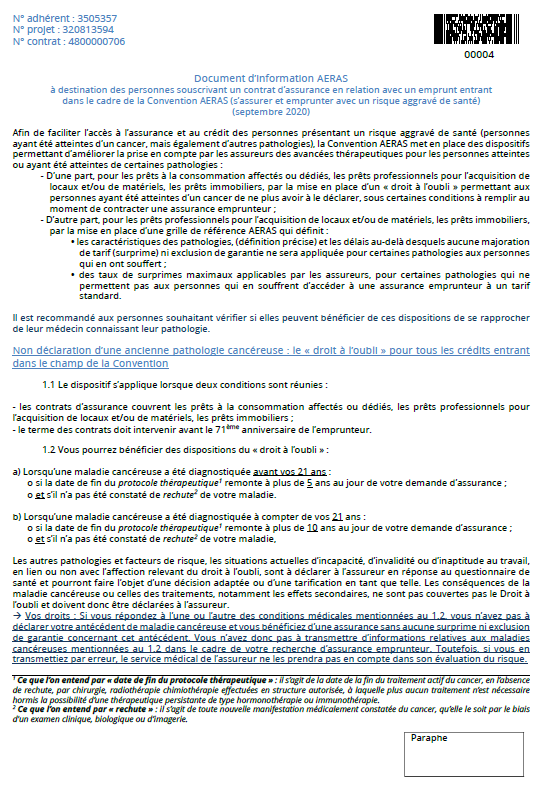 N° adhérent : 3505357
N° projet : 320813594
N° contrat : 4800000706
00004
Document d'Information AERAS
à destination des personnes souscrivant un contrat d'assurance en relation avec un emprunt entrant
dans le cadre de la Convention AERAS (s'assurer et emprunter avec un risque aggravé de santé)
(septembre 2020)
Afin de faciliter l'accès à l'assurance et au crédit des personnes présentant un risque aggravé de santé (personnes
ayant été atteintes d'un cancer, mais également d'autres pathologies), la Convention AERAS met en place des dispositifs
permettant d'améliorer la prise en compte par les assureurs des avancées thérapeutiques pour les personnes atteintes
ou ayant été atteintes de certaines pathologies :
- D'une part, pour les prêts à la consommation affectés ou dédiés, les prêts professionnels pour l'acquisition de
locaux et/ou de matériels, les prêts immobiliers, par la mise en place d'un « droit à l'oubli » permettant aux
personnes ayant été atteintes d'un cancer de ne plus avoir à le déclarer, sous certaines conditions à remplir au
moment de contracter une assurance emprunteur ;
- D'autre part, pour les prêts professionnels pour l'acquisition de locaux et/ou de matériels, les prêts immobiliers,
par la mise en place d'une grille de référence AERAS qui définit :
• les caractéristiques des pathologies, (définition précise) et les délais au-delà desquels aucune majoration
de tarif (surprime) ni exclusion de garantie ne sera appliquée pour certaines pathologies aux personnes
qui en ont souffert ;
• des taux de surprimes maximaux applicables par les assureurs, pour certaines pathologies qui ne
permettent pas aux personnes qui en souffrent d'accéder à une assurance emprunteur à un tarif
standard.
Il est recommandé aux personnes souhaitant vérifier si elles peuvent bénéficier de ces dispositions de se rapprocher
de leur médecin connaissant leur pathologie.
Non déclaration d'une ancienne pathologie cancéreuse : le « droit à l'oubli » pour tous les crédits entrant
dans le champ de la Convention
1.1 Le dispositif s'applique lorsque deux conditions sont réunies :
- les contrats d'assurance couvrent les prêts à la consommation affectés ou dédiés, les prêts professionnels pour
l'acquisition de locaux et/ou de matériels, les prêts immobiliers ;
- le terme des contrats doit intervenir avant le 71ème anniversaire de l'emprunteur.
1.2 Vous pourrez bénéficier des dispositions du « droit à l'oubli » :
a) Lorsqu'une maladie cancéreuse a été diagnostiquée avant vos 21 ans :
o si la date de fin du protocole thérapeutique¹ remonte à plus de 5 ans au jour de votre demande d'assurance ;
o et s'il n'a pas été constaté de rechute² de votre maladie.
b) Lorsqu'une maladie cancéreuse a été diagnostiquée à compter de vos 21 ans :
o si la date de fin du protocole thérapeutique¹ remonte à plus de 10 ans au jour de votre demande d'assurance ;
o et s'il n'a pas été constaté de rechute² de votre maladie,
Les autres pathologies et facteurs de risque, les situations actuelles d'incapacité, d'invalidité ou d'inaptitude au travail,
en lien ou non avec l'affection relevant du droit à l'oubli, sont à déclarer à l'assureur en réponse au questionnaire de
santé et pourront faire l'objet d'une décision adaptée ou d'une tarification en tant que telle. Les conséquences de la
maladie cancéreuse ou celles des traitements, notamment les effets secondaires, ne sont pas couvertes pas le Droit à
l'oubli et doivent donc être déclarées à l'assureur.
→ Vos droits : Si vous répondez à l'une ou l'autre des conditions médicales mentionnées au 1.2, vous n'avez pas à
déclarer votre antécédent de maladie cancéreuse et vous bénéficiez d'une assurance sans aucune surprime ni exclusion
de garantie concernant cet antécédent. Vous n'avez donc pas à transmettre d'informations relatives aux maladies
cancéreuses mentionnées au 1.2 dans le cadre de votre recherche d'assurance emprunteur. Toutefois, si vous en
transmettiez par erreur, le service médical de l'assureur ne les prendra pas en compte dans son évaluation du risque.
¹ Ce que l'on entend par « date de fin du protocole thérapeutique » : il s'agit de la date de la fin du traitement actif du cancer, en l'absence
de rechute, par chirurgie, radiothérapie chimiothérapie effectuées en structure autorisée, à laquelle plus aucun traitement n'est nécessaire
hormis la possibilité d'une thérapeutique persistante de type hormonothérapie ou immunothérapie.
² Ce que l'on entend par « rechute » : il s'agit de toute nouvelle manifestation médicalement constatée du cancer, qu'elle soit par le biais
d'un examen clinique, biologique ou d'imagerie.
Paraphe